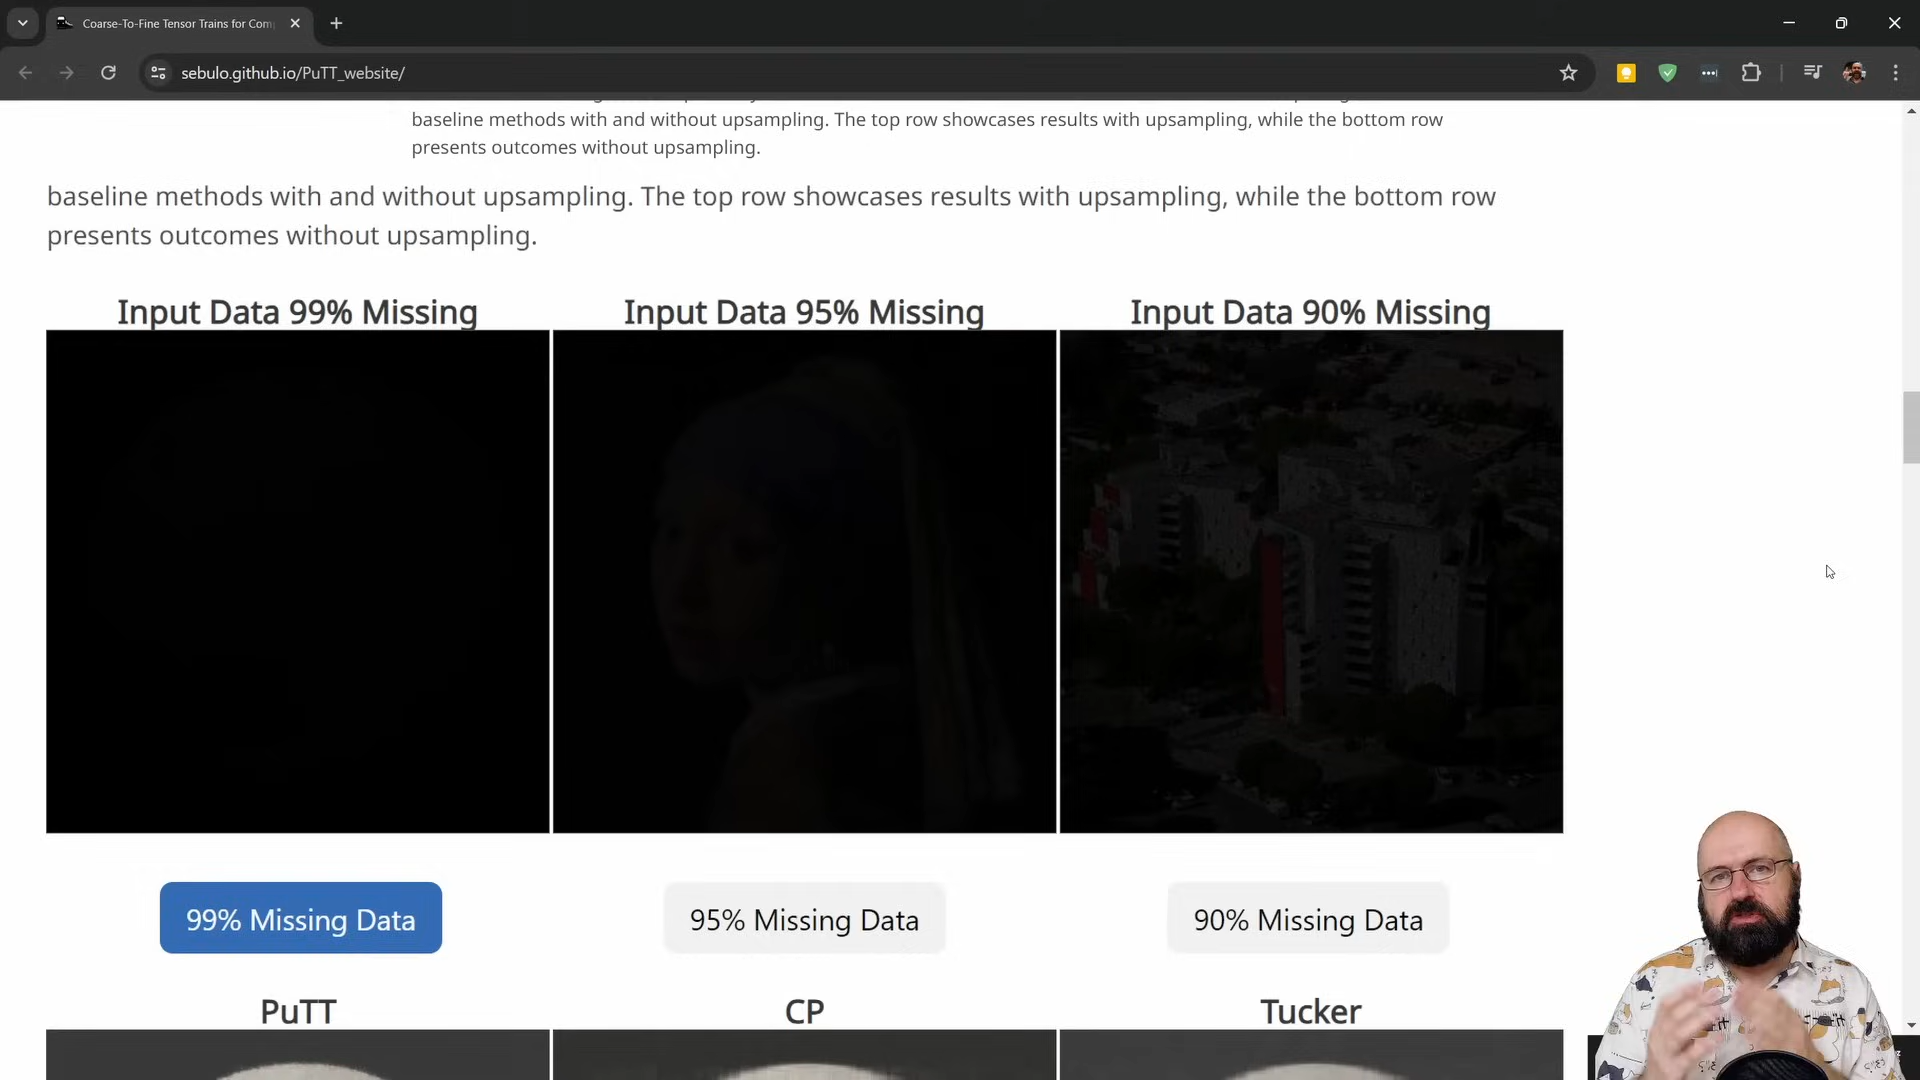 Coarse-To-Fine Tensor Trains for Com
sebulo.github.io/PuTT_website/
baseline methods with and without upsampling. The top row showcases results with upsampling, while the bottom row
presents outcomes without upsampling.
baseline methods with and without upsampling. The top row showcases results with upsampling, while the bottom row
presents outcomes without upsampling.
Input Data 99% Missing
Input Data 95% Missing
Input Data 90% Missing
99% Missing Data
95% Missing Data
90% Missing Data
PuTT
CP
Tucker